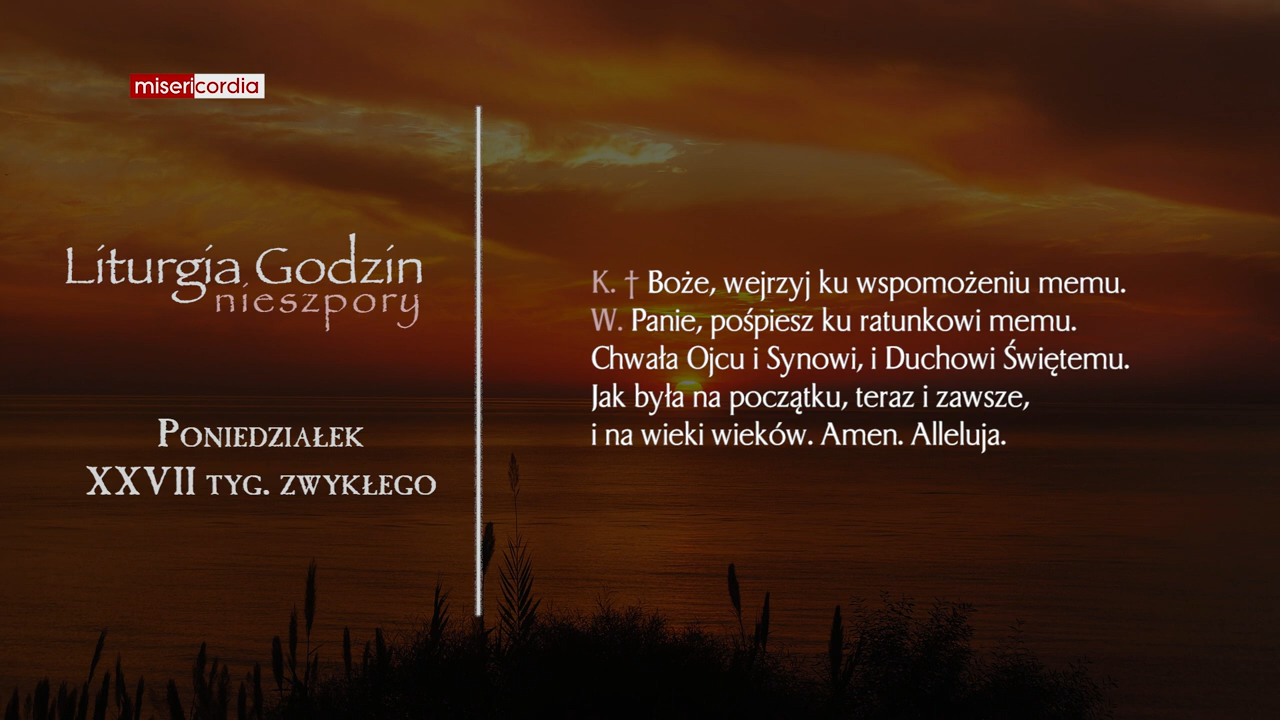 misericordia
Liturgia Godzin
nieszpory
Poniedziałek
XXVII tyg. zwykłego
K. † Boże, wejrzyj ku wspomożeniu memu.
W. Panie, pośpiesz ku ratunkowi memu.
Chwała Ojcu i Synowi, i Duchowi Świętemu.
Jak była na początku, teraz i zawsze,
i na wieki wieków. Amen. Alleluja.